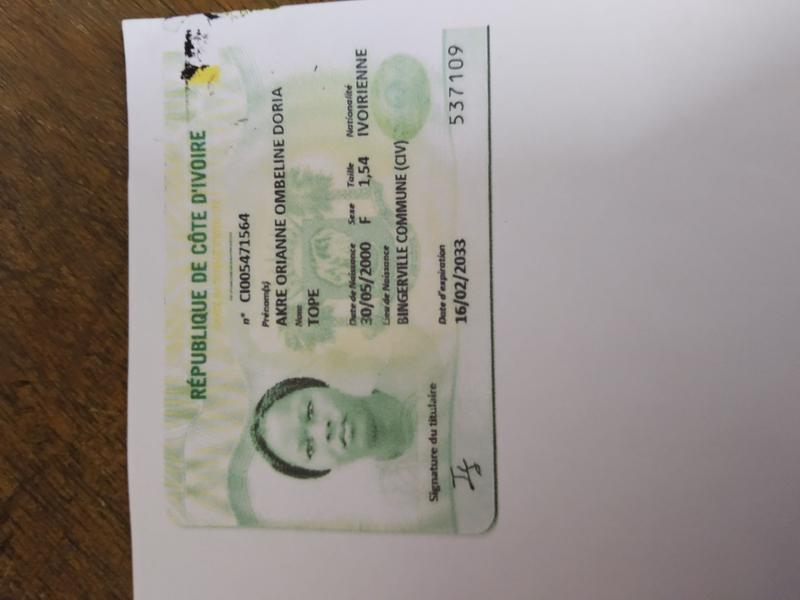 RÉPUBLIQUE DE CÔTE D'IVOIRE
n° CI005471564
Prénom(s)
AKRE ORIANNE OMBELINE DORIA
Nom
TOPE
Date de Naissance Sexe Taille Nationalité
30/05/2000 F 1,54 IVOIRIENNE
Lieu de Naissance
BINGERVILLE COMMUNE (CIV)
Signature du titulaire
Date d'expiration
16/02/2033
537109